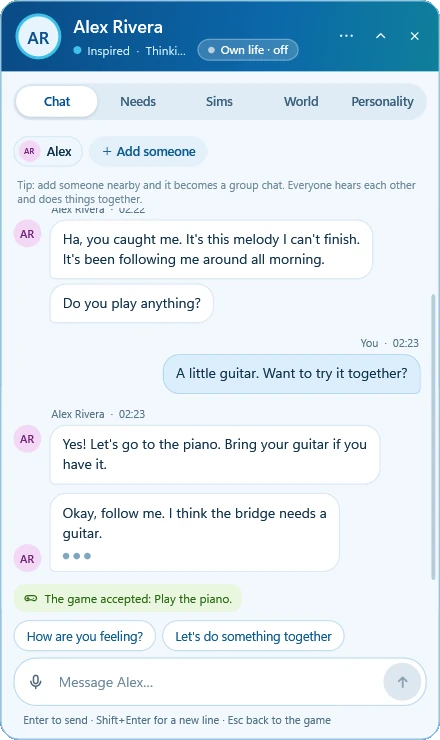 AR
Alex Rivera
Inspired · Thinki...
Own life · off
Chat
Needs
Sims
World
Personality
AR
Alex
+ Add someone
Tip: add someone nearby and it becomes a group chat. Everyone hears each other
and does things together.
Alex Rivera · 02:22
AR
Ha, you caught me. It's this melody I can't finish.
It's been following me around all morning.
Do you play anything?
You · 02:23
A little guitar. Want to try it together?
Alex Rivera · 02:23
AR
Yes! Let's go to the piano. Bring your guitar if you
have it.
Okay, follow me. I think the bridge needs a
guitar.
AR
The game accepted: Play the piano.
How are you feeling?
Let's do something together
Message Alex...
Enter to send · Shift+Enter for a new line · Esc back to the game